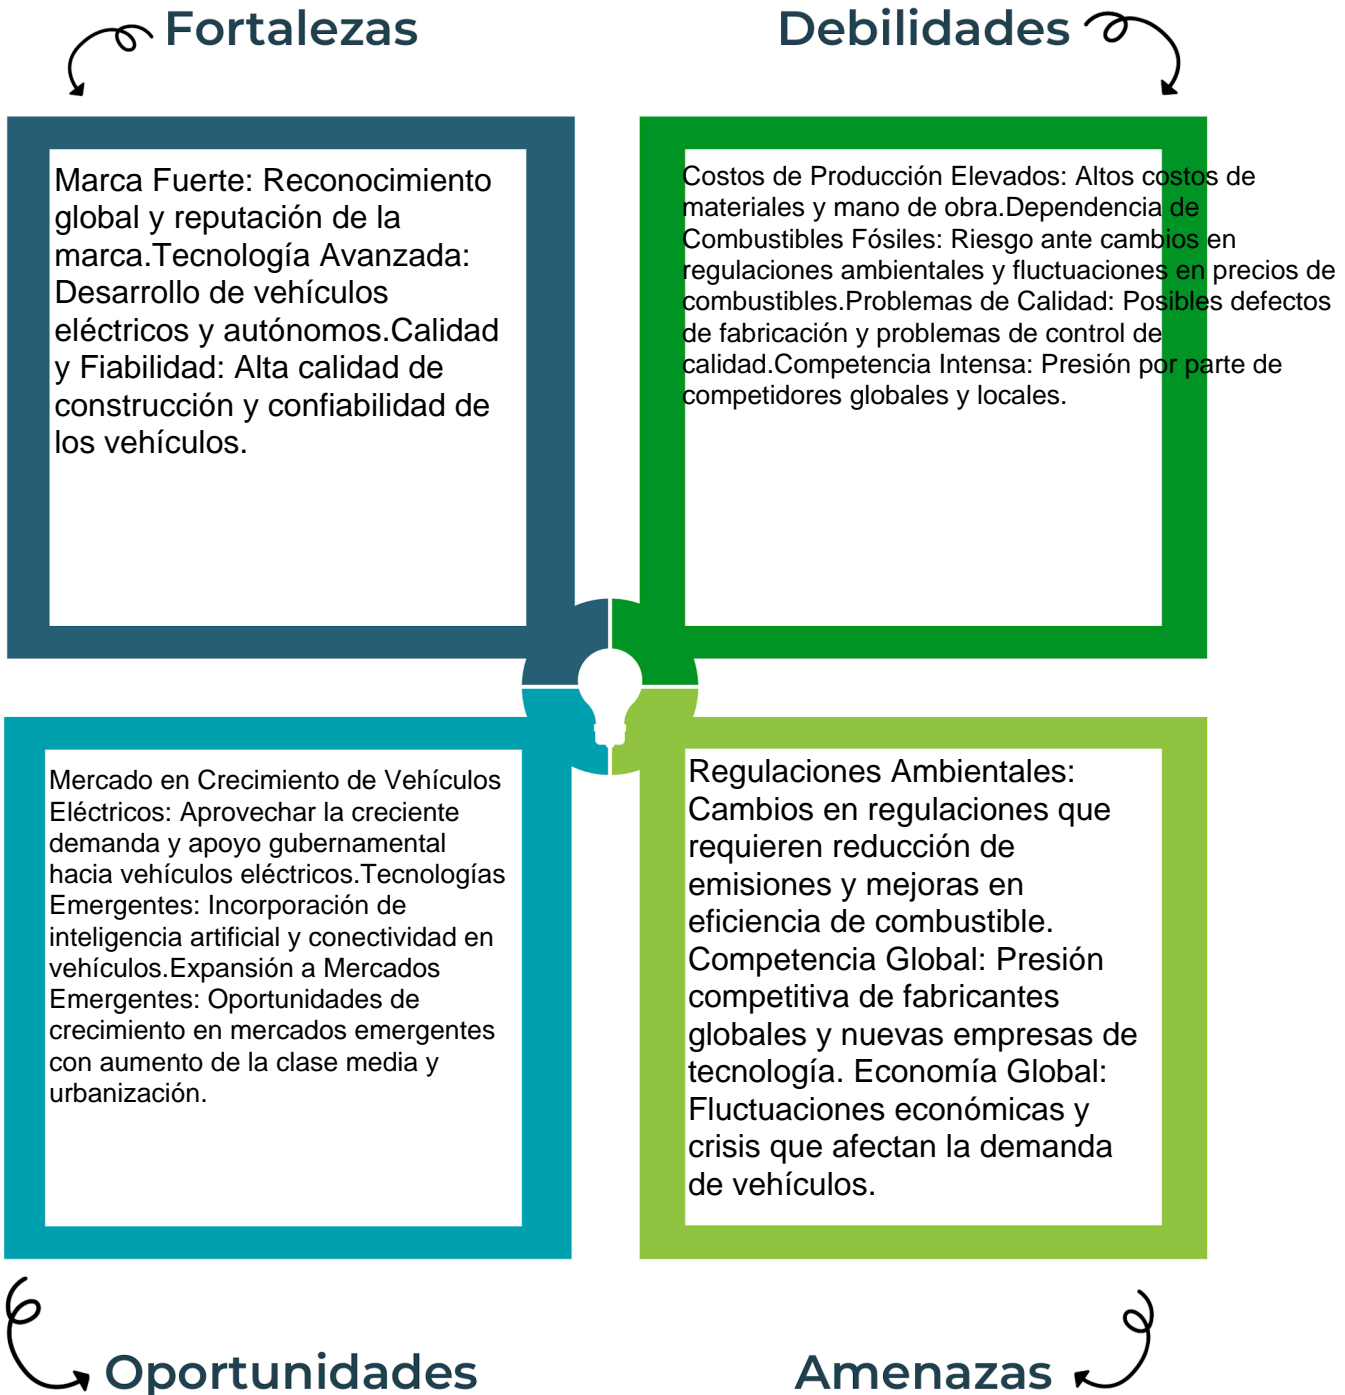 Fortalezas
Marca Fuerte: Reconocimiento
global y reputación de la
marca.Tecnología Avanzada:
Desarrollo de vehículos
eléctricos y autónomos.Calidad
y Fiabilidad: Alta calidad de
construcción y confiabilidad de
los vehículos.
Debilidades
Costos de Producción Elevados: Altos costos de
materiales y mano de obra.Dependencia de
Combustibles Fósiles: Riesgo ante cambios en
regulaciones ambientales y fluctuaciones en precios de
combustibles.Problemas de Calidad: Posibles defectos
de fabricación y problemas de control de
calidad.Competencia Intensa: Presión por parte de
competidores globales y locales.
Mercado en Crecimiento de Vehículos
Eléctricos: Aprovechar la creciente
demanda y apoyo gubernamental
hacia vehículos eléctricos.Tecnologías
Emergentes: Incorporación de
inteligencia artificial y conectividad en
vehículos.Expansión a Mercados
Emergentes: Oportunidades de
crecimiento en mercados emergentes
con aumento de la clase media y
urbanización.
Oportunidades
Regulaciones Ambientales:
Cambios en regulaciones que
requieren reducción de
emisiones y mejoras en
eficiencia de combustible.
Competencia Global: Presión
competitiva de fabricantes
globales y nuevas empresas de
tecnología. Economía Global:
Fluctuaciones económicas y
crisis que afectan la demanda
de vehículos.
Amenazas